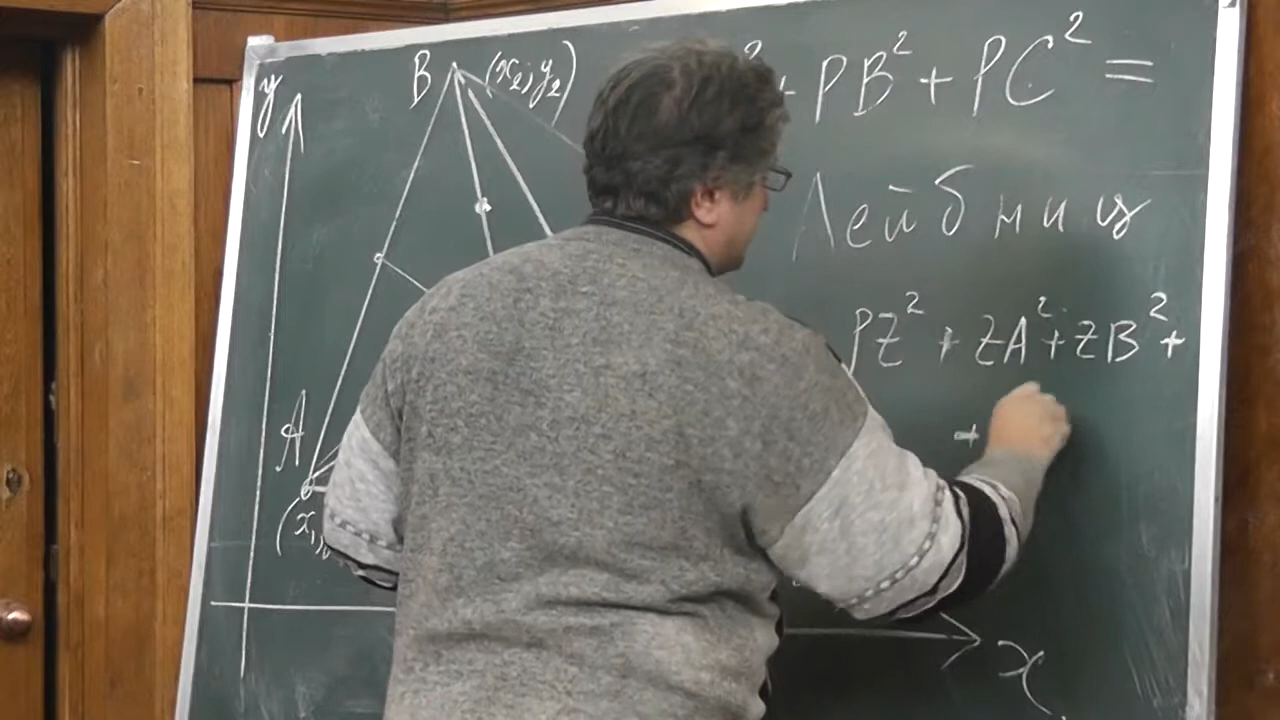 y
B (x₂; y₂)
² + PB² + PC² =
Лейбниц
PZ² + ZA² + ZB² +
+
A
(x₁;
x